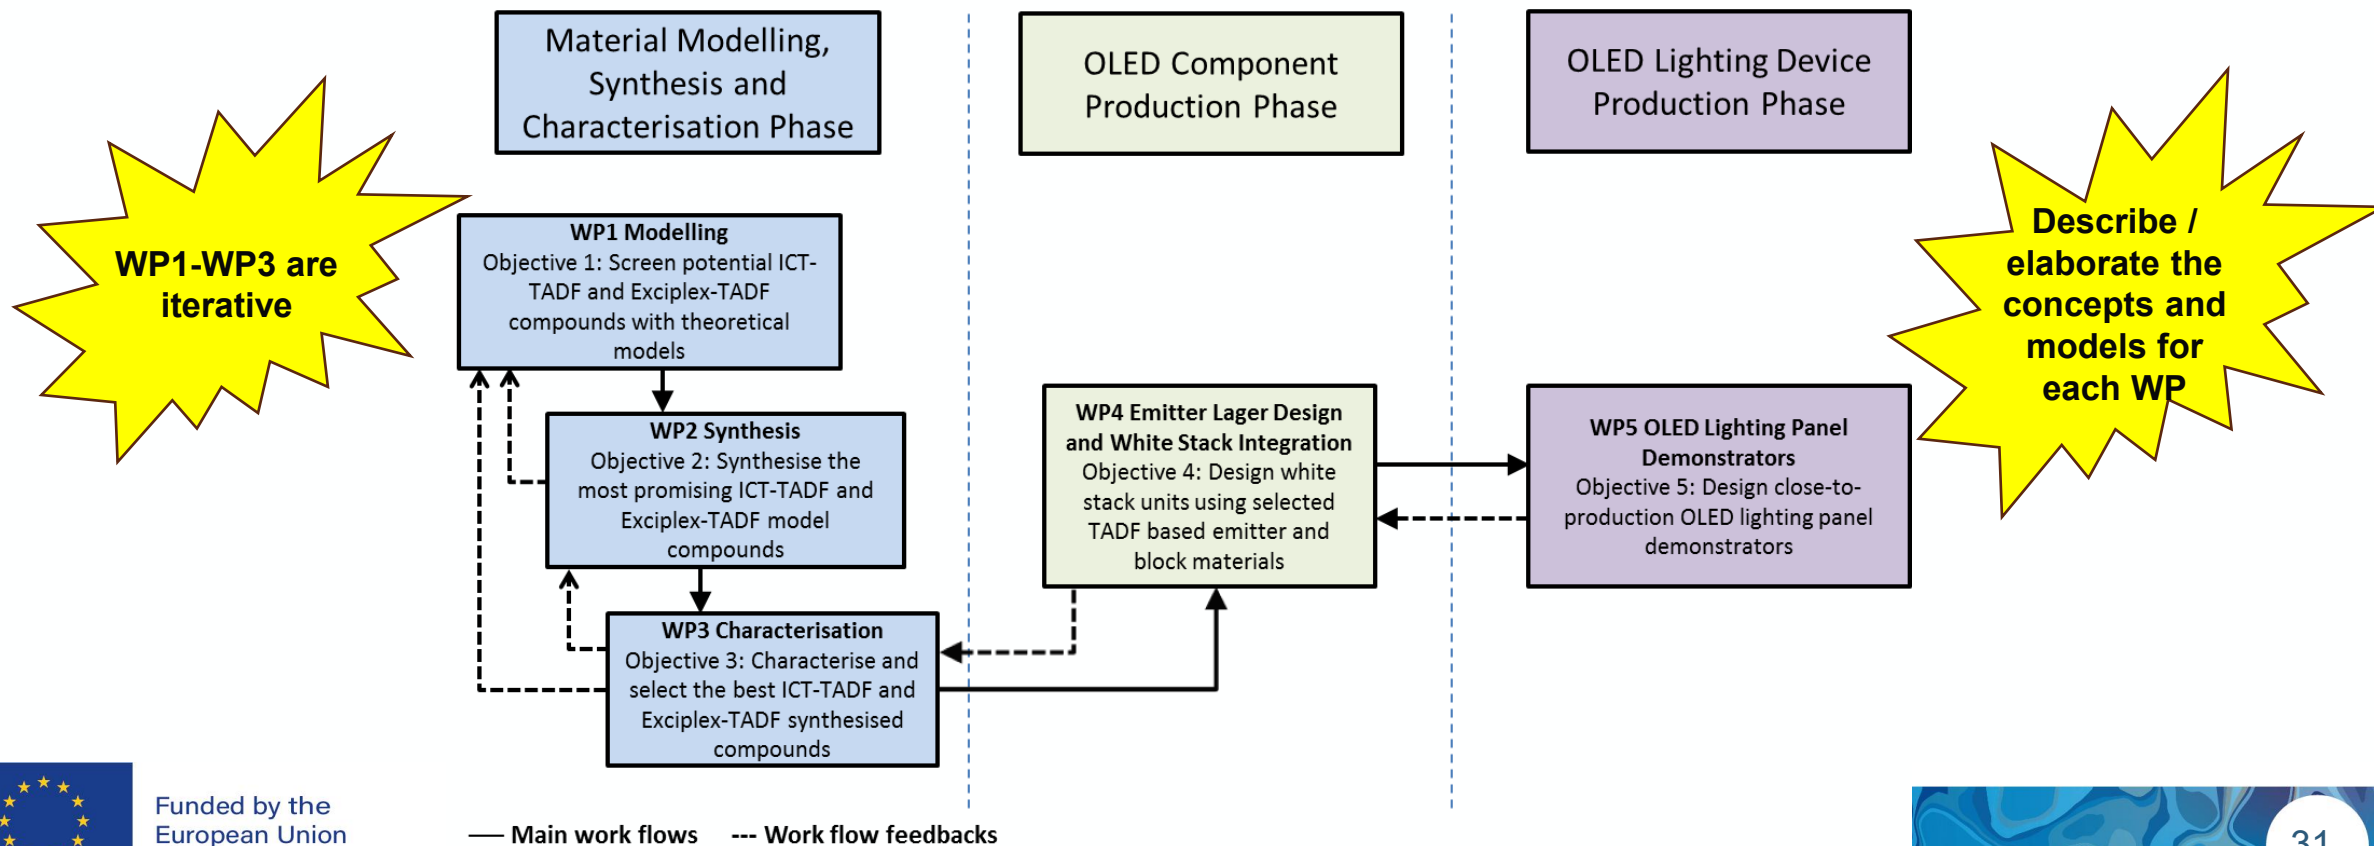 Material Modelling,
Synthesis and
Characterisation Phase
OLED Component
Production Phase
OLED Lighting Device
Production Phase
WP1-WP3 are
iterative
Describe /
elaborate the
concepts and
models for
each WP
WP1 Modelling
Objective 1: Screen potential ICT-
TADF and Exciplex-TADF
compounds with theoretical
models
WP2 Synthesis
Objective 2: Synthesise the
most promising ICT-TADF and
Exciplex-TADF model
compounds
WP3 Characterisation
Objective 3: Characterise and
select the best ICT-TADF and
Exciplex-TADF synthesised
compounds
WP4 Emitter Lager Design
and White Stack Integration
Objective 4: Design white
stack units using selected
TADF based emitter and
block materials
WP5 OLED Lighting Panel
Demonstrators
Objective 5: Design close-to-
production OLED lighting panel
demonstrators
Funded by the
European Union
— Main work flows --- Work flow feedbacks
31